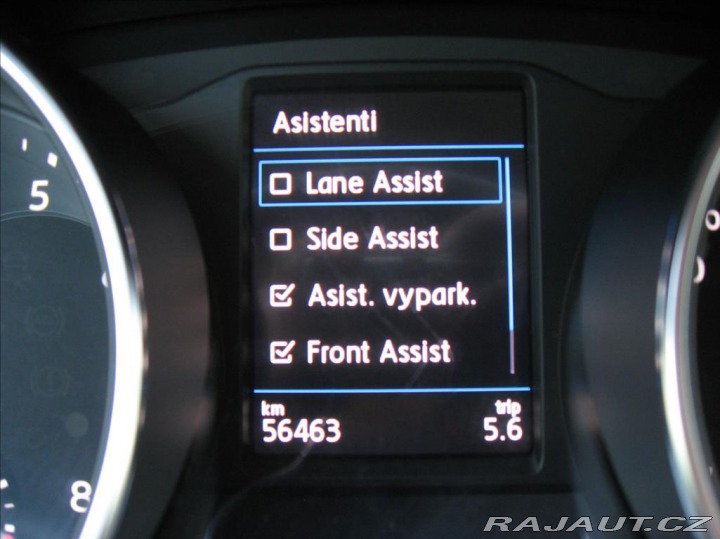 Asistenti
Lane Assist
Side Assist
Asist. vypark.
Front Assist
km trip
56463 5.6
5
8
RAJAUT.CZ